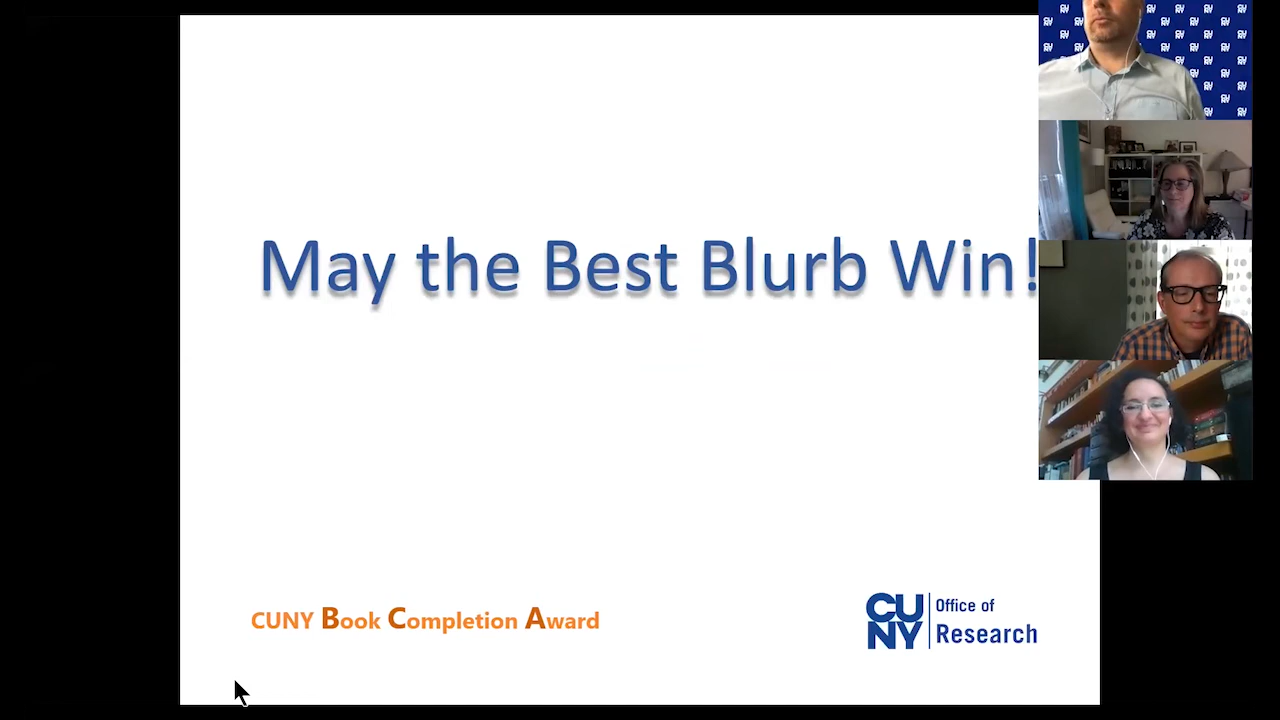 May the Best Blurb Win!
CUNY Book Completion Award
CU
NY
Office of
Research